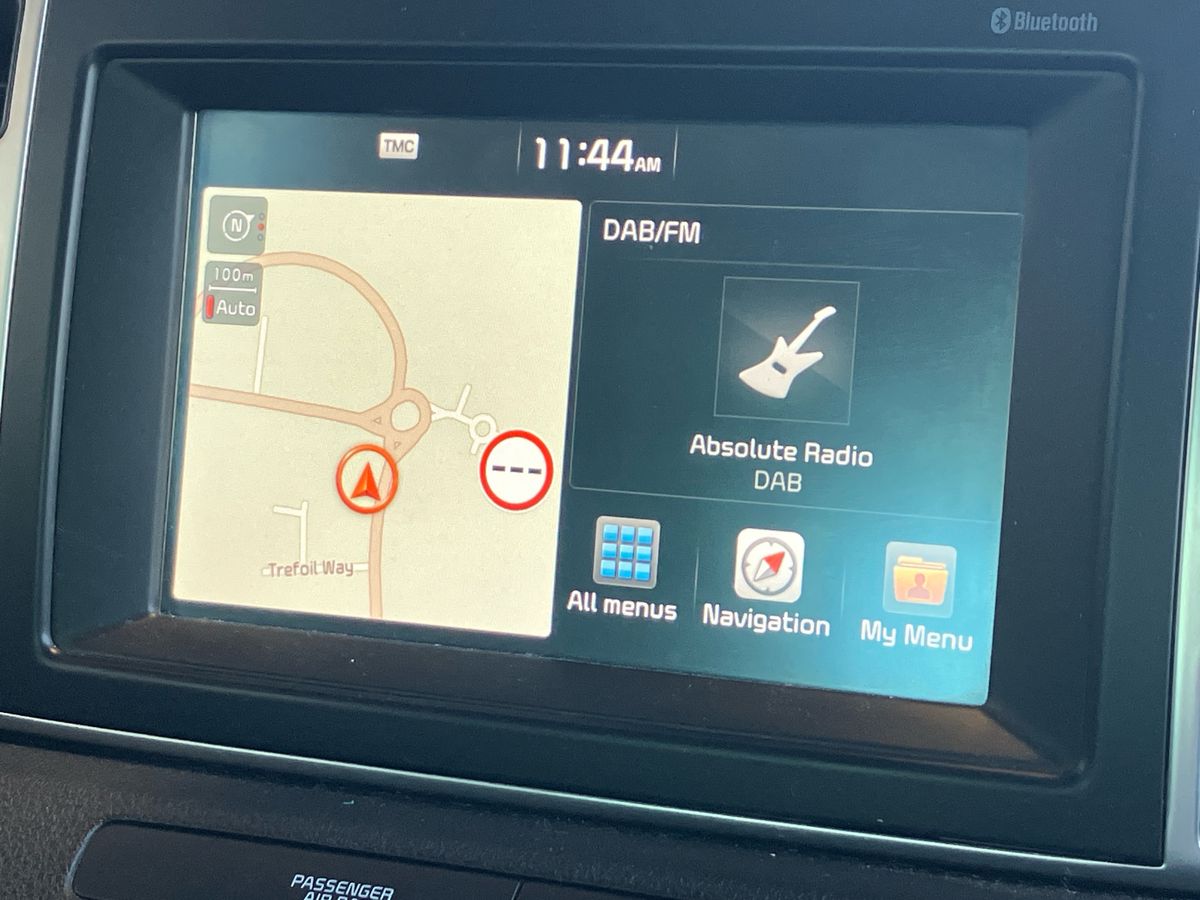 Bluetooth
TMC
11:44AM
N
DAB/FM
100m
Auto
Absolute Radio
DAB
---
Trefoil Way
All menus
Navigation
My Menu
PASSENGER
AIR